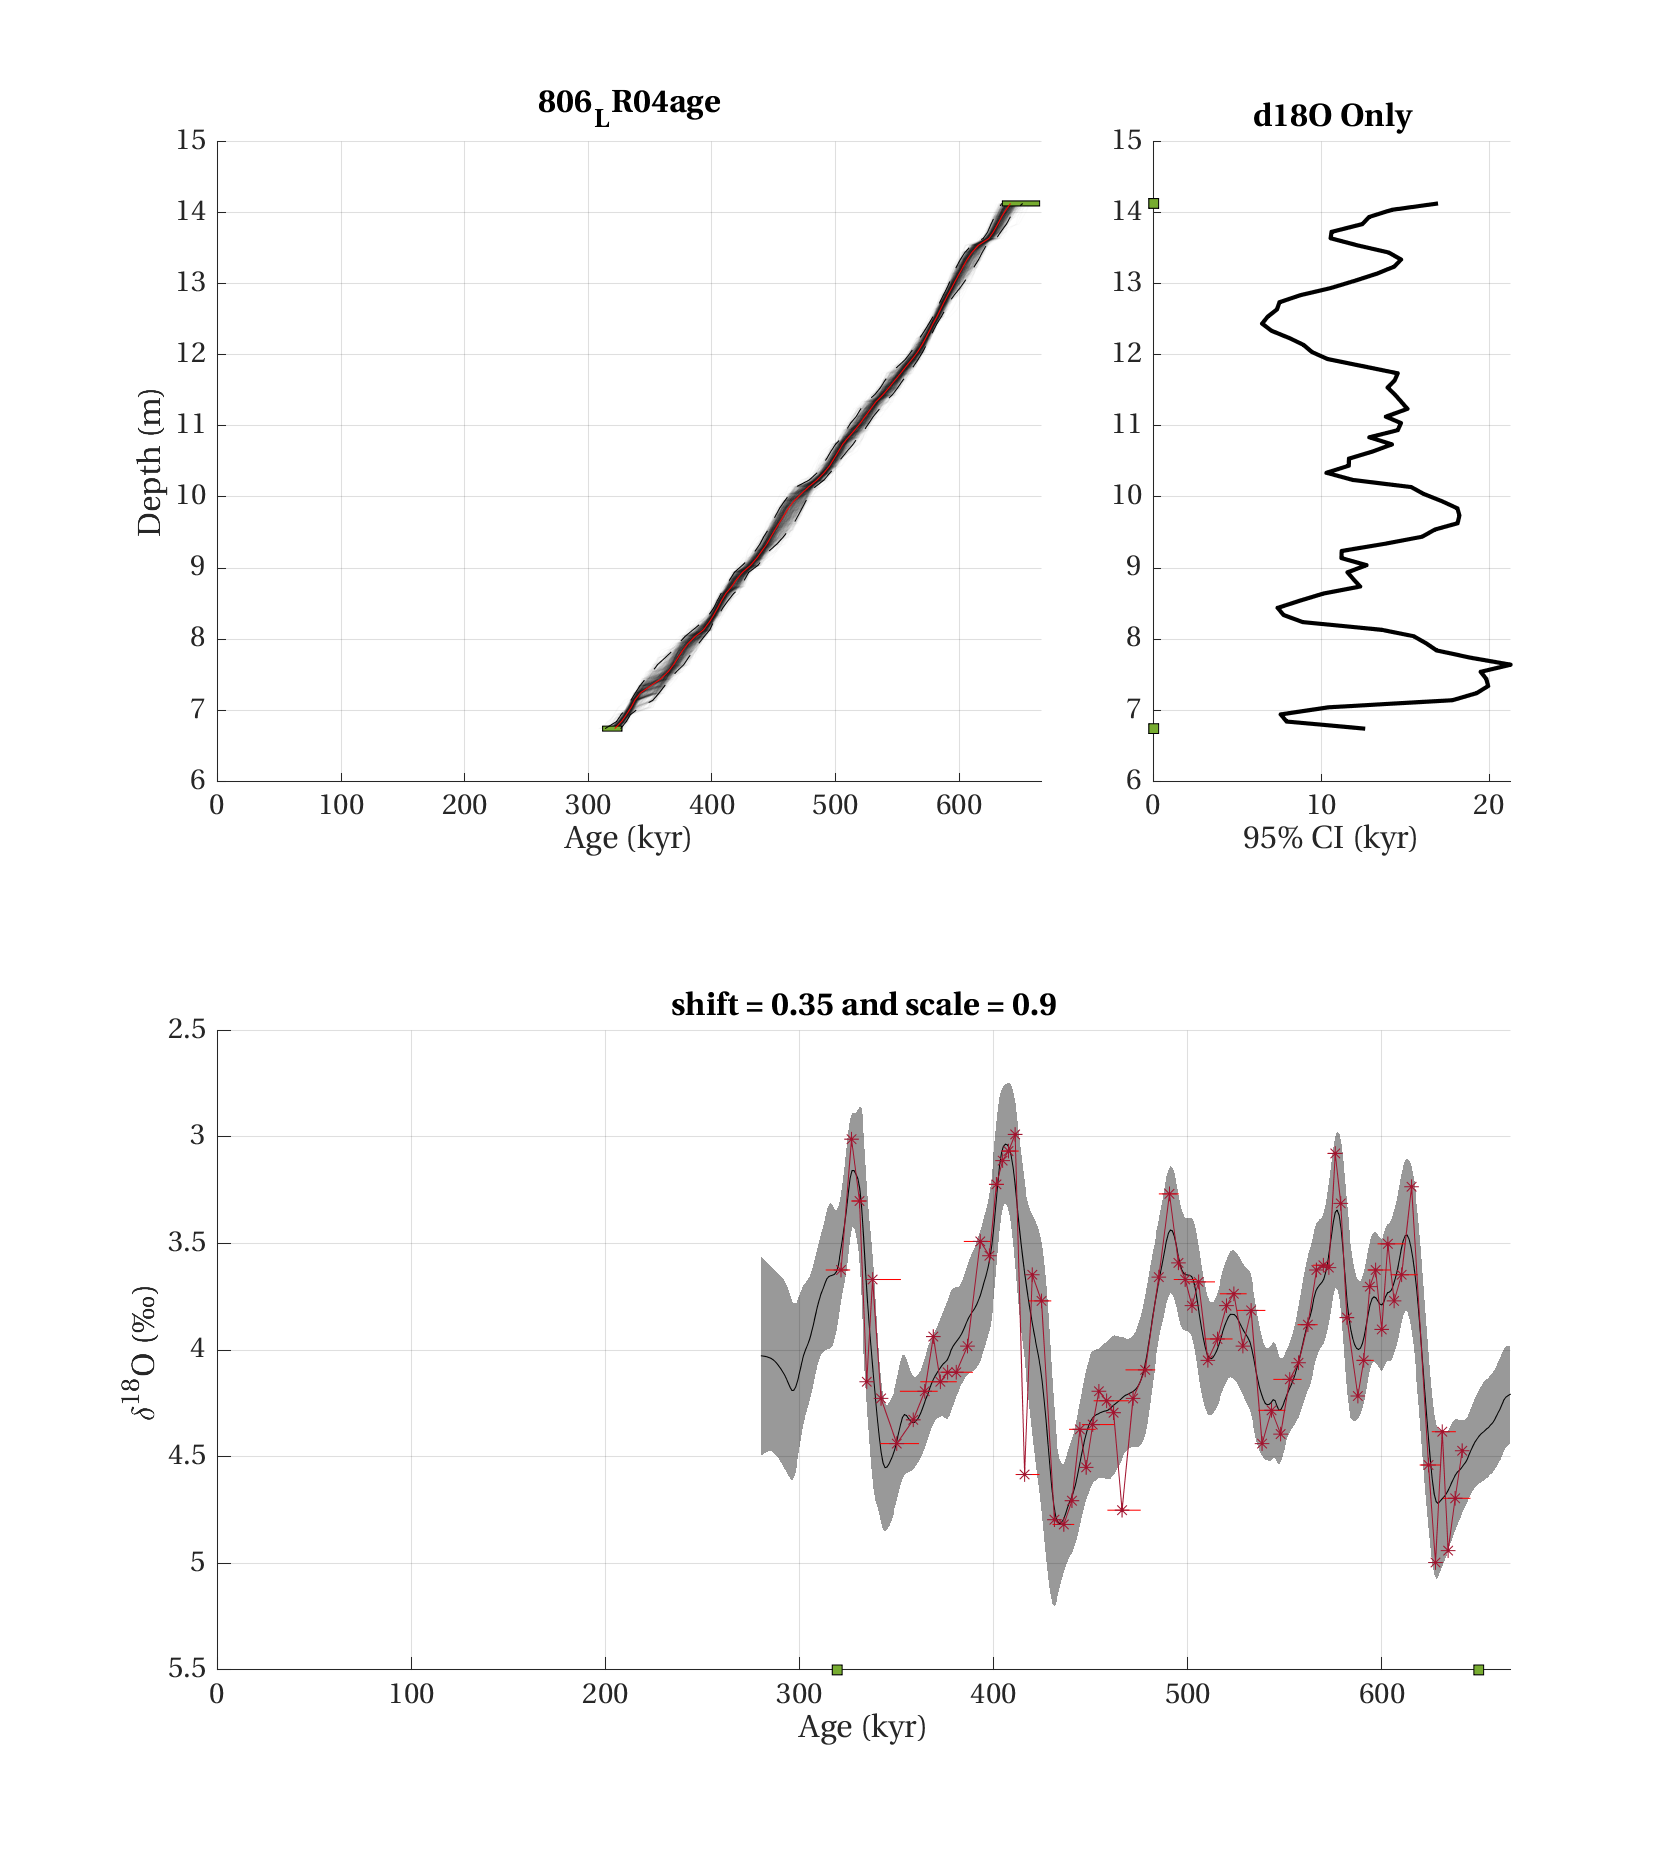 806_LR04age
d18O Only
15
14
13
12
11
10
9
8
7
6
Depth (m)
0 100 200 300 400 500 600
Age (kyr)
15
14
13
12
11
10
9
8
7
6
0 10 20
95% CI (kyr)
shift = 0.35 and scale = 0.9
2.5
3
3.5
4
4.5
5
5.5
δ¹⁸O (‰)
0 100 200 300 400 500 600
Age (kyr)